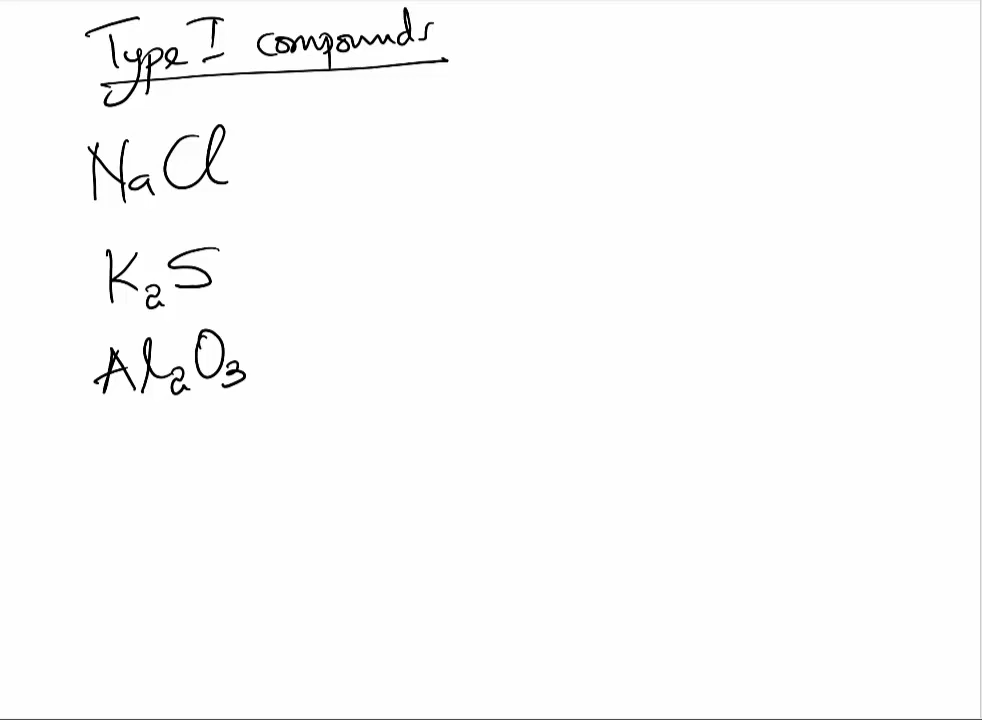 Type I compounds
NaCl
K₂S
Al₂O₃